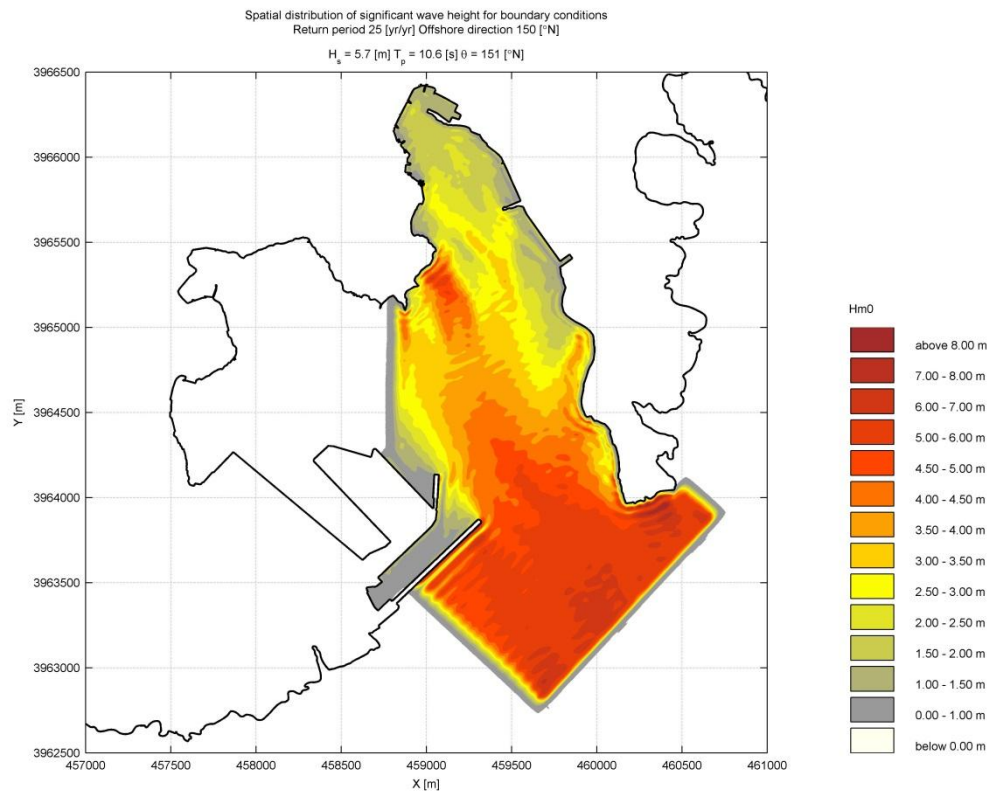 Spatial distribution of significant wave height for boundary conditions
Return period 25 [yr/yr] Offshore direction 150 [°N]
H_s = 5.7 [m] T_p = 10.6 [s] θ = 151 [°N]
3966500
3966000
3965500
3965000
3964500
3964000
3963500
3963000
3962500
Y [m]
457000 457500 458000 458500 459000 459500 460000 460500 461000
X [m]
Hm0
above 8.00 m
7.00 - 8.00 m
6.00 - 7.00 m
5.00 - 6.00 m
4.50 - 5.00 m
4.00 - 4.50 m
3.50 - 4.00 m
3.00 - 3.50 m
2.50 - 3.00 m
2.00 - 2.50 m
1.50 - 2.00 m
1.00 - 1.50 m
0.00 - 1.00 m
below 0.00 m